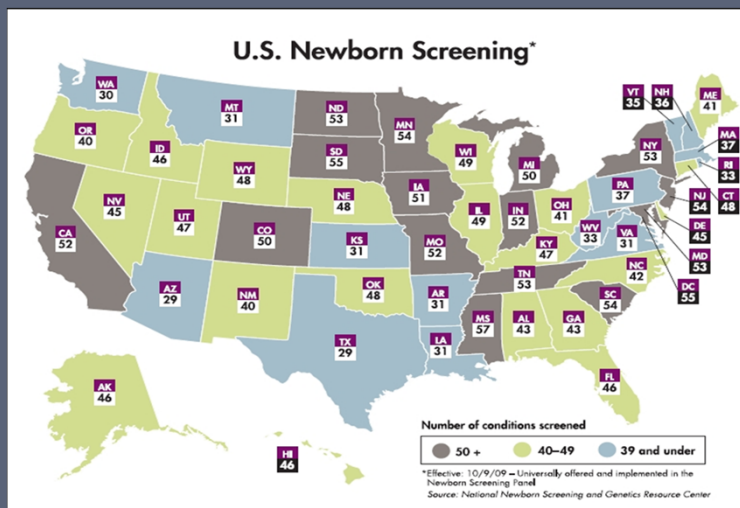 U.S. Newborn Screening*
WA
30
MT
31
ND
53
MN
54
VT
35
NH
36
ME
41
OR
40
ID
46
WY
48
SD
55
WI
49
MI
50
NY
53
MA
37
RI
33
NV
45
UT
47
CO
50
NE
48
IA
51
IL
49
IN
52
OH
41
PA
37
NJ
54
CT
48
CA
52
KS
31
MO
52
KY
47
WV
33
VA
31
DE
45
MD
53
DC
55
AZ
29
NM
40
OK
48
AR
31
TN
53
NC
42
SC
54
TX
29
LA
31
MS
57
AL
43
GA
43
FL
46
AK
46
HI
46
Number of conditions screened
50 +
40–49
39 and under
*Effective: 10/9/09 – Universally offered and implemented in the
Newborn Screening Panel
Source: National Newborn Screening and Genetics Resource Center